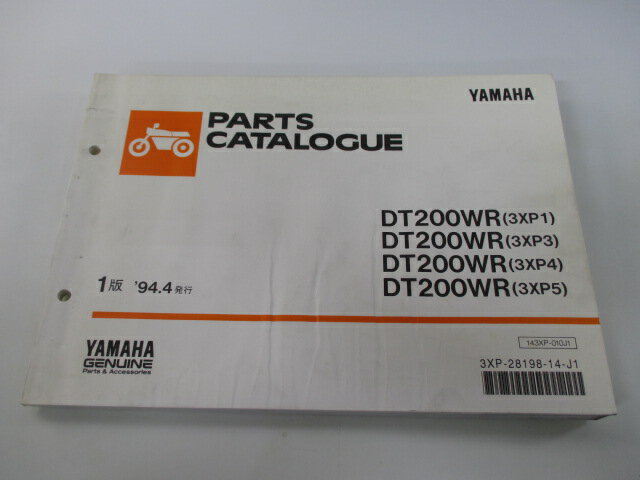 YAMAHA
PARTS
CATALOGUE
DT200WR(3XP1)
DT200WR(3XP3)
DT200WR(3XP4)
DT200WR(3XP5)
1版 '94.4発行
143XP-010J1
YAMAHA
GENUINE
Parts & Accessories
3XP-28198-14-J1